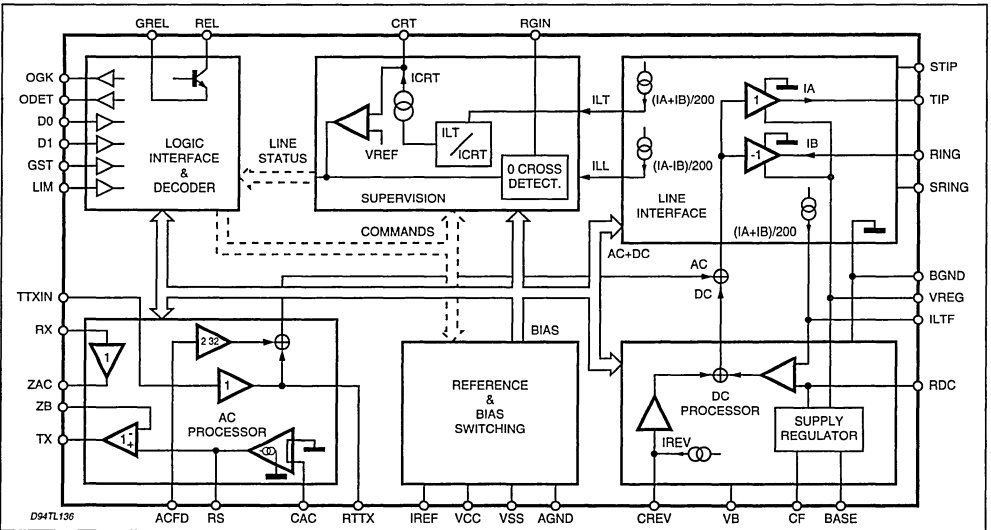 GREL
REL
CRT
RGIN
OGK
ODET
D0
D1
GST
LIM
LOGIC
INTERFACE
&
DECODER
LINE
STATUS
ICRT
VREF
ILT
ICRT
0 CROSS
DETECT.
SUPERVISION
ILT
ILL
(IA+IB)/200
(IA-IB)/200
LINE
INTERFACE
1
IA
-1
IB
(IA+IB)/200
STIP
TIP
RING
SRING
COMMANDS
AC+DC
AC
DC
BGND
VREG
ILTF
RDC
TTXIN
RX
ZAC
ZB
TX
1
2 32
1
AC
PROCESSOR
1
-
+
BIAS
REFERENCE
&
BIAS
SWITCHING
DC
PROCESSOR
SUPPLY
REGULATOR
IREV
D94TL136
ACFD
RS
CAC
RTTX
IREF
VCC
VSS
AGND
CREV
VB
CF
BASE